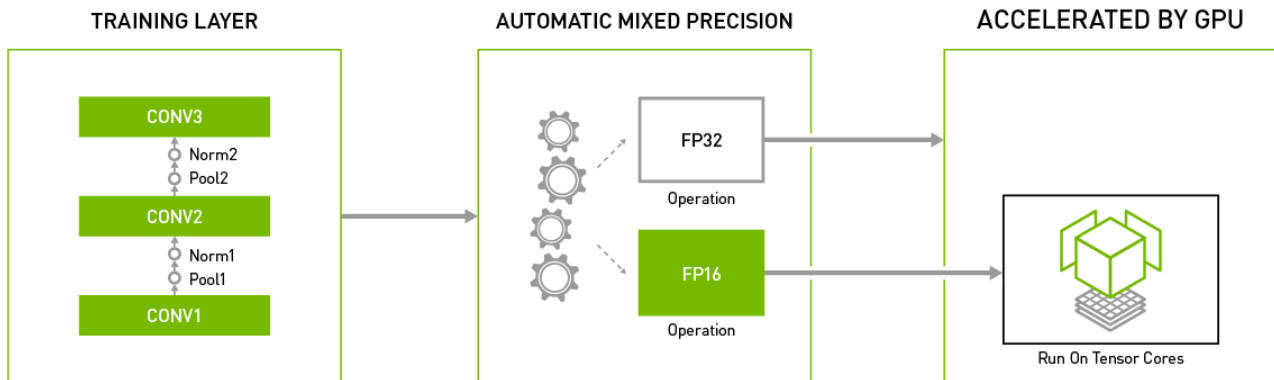 TRAINING LAYER
AUTOMATIC MIXED PRECISION
ACCELERATED BY GPU
CONV3
Norm2
Pool2
CONV2
Norm1
Pool1
CONV1
FP32
Operation
FP16
Operation
Run On Tensor Cores